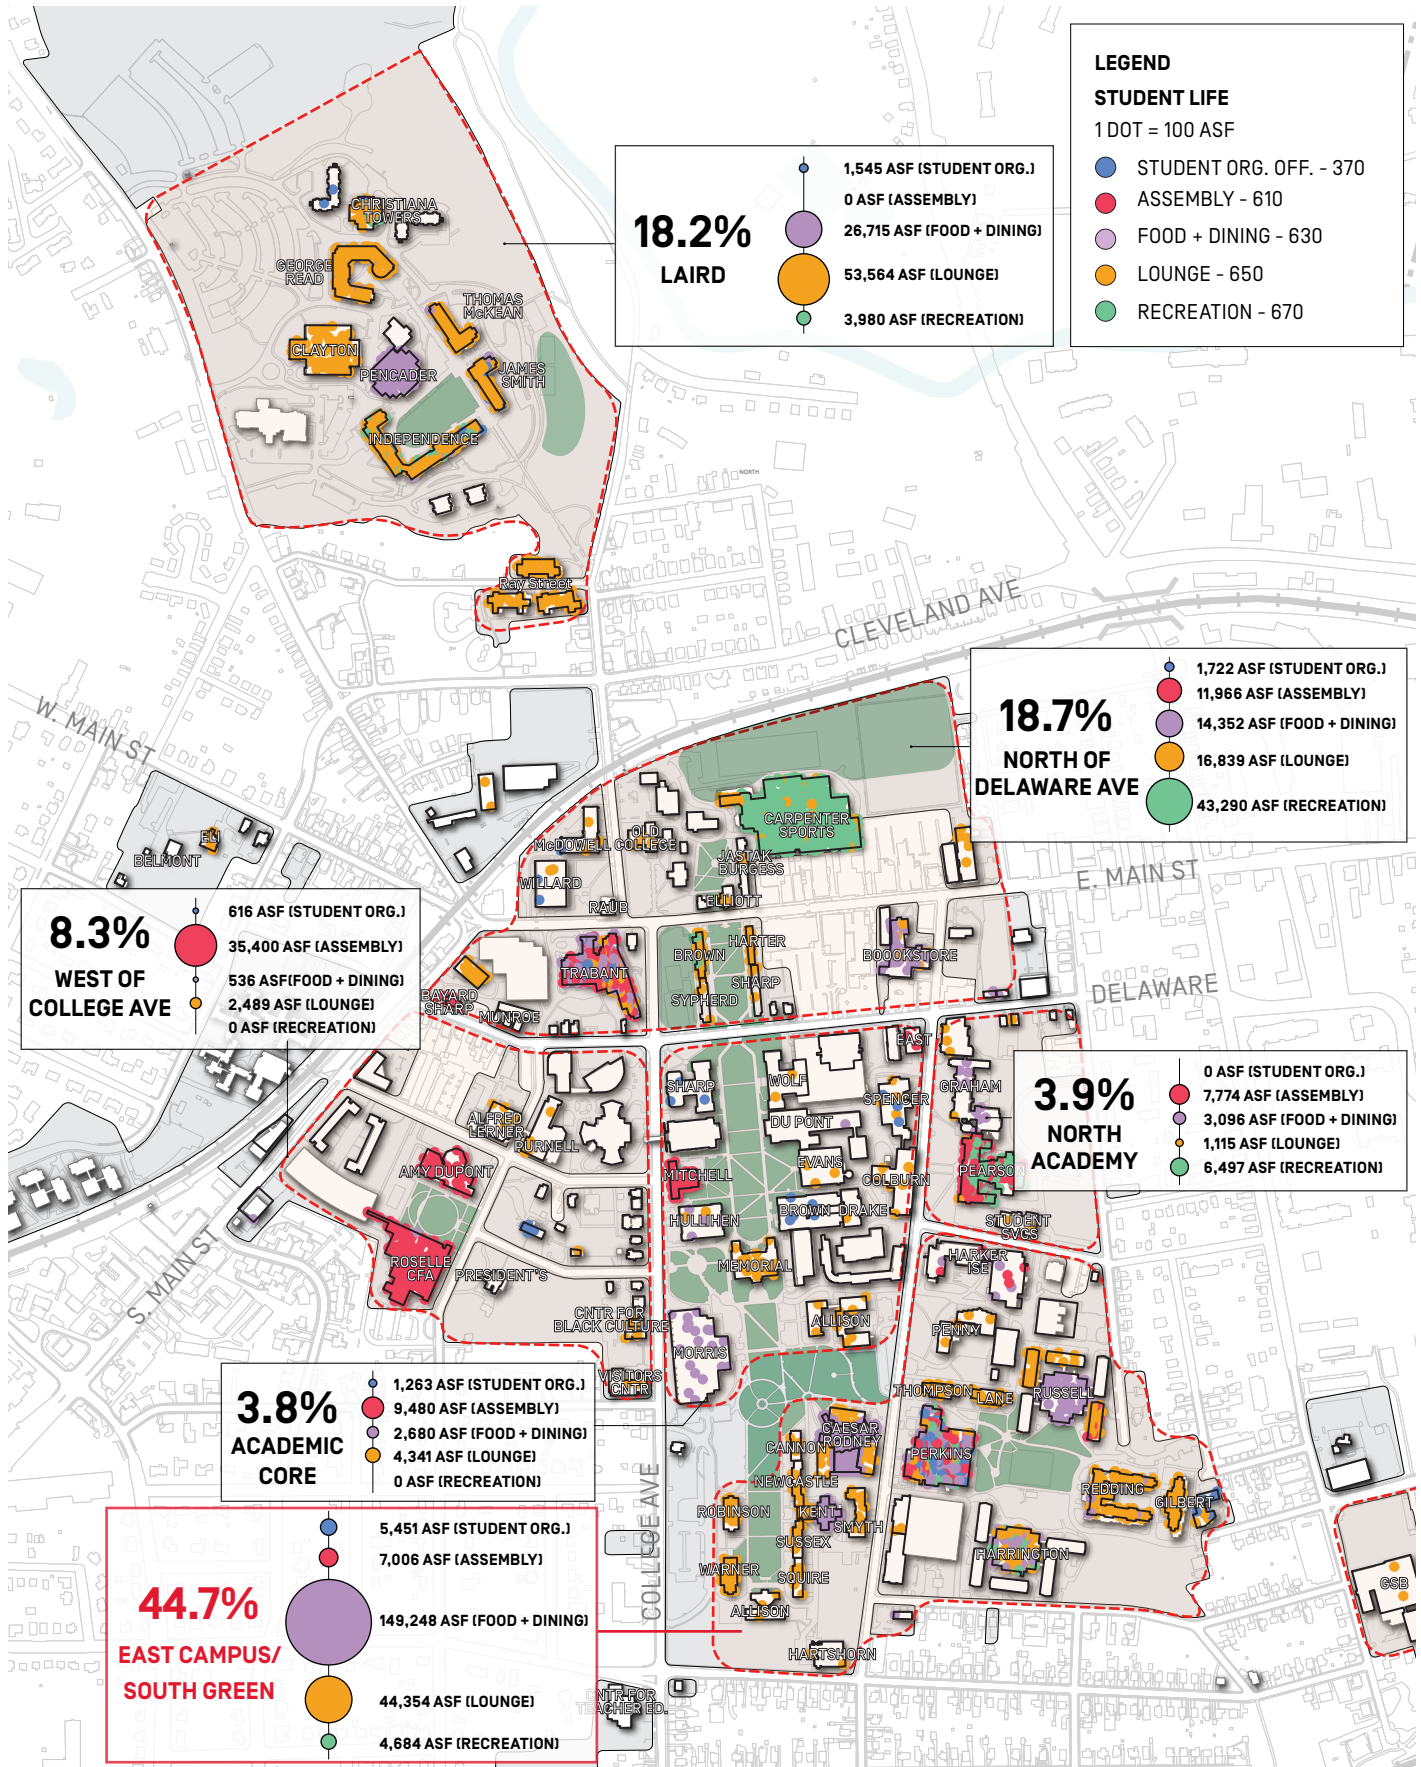 LEGEND
STUDENT LIFE
1 DOT = 100 ASF
STUDENT ORG. OFF. - 370
ASSEMBLY - 610
FOOD + DINING - 630
LOUNGE - 650
RECREATION - 670
18.2%
LAIRD
1,545 ASF (STUDENT ORG.)
0 ASF (ASSEMBLY)
26,715 ASF (FOOD + DINING)
53,564 ASF (LOUNGE)
3,980 ASF (RECREATION)
CHRISTIANA
TOWERS
GEORGE
READ
THOMAS
McKEAN
CLAYTON
PENCADER
JAMES
SMITH
INDEPENDENCE
NORTH
Ray Street
CLEVELAND AVE
18.7%
NORTH OF
DELAWARE AVE
1,722 ASF (STUDENT ORG.)
11,966 ASF (ASSEMBLY)
14,352 ASF (FOOD + DINING)
16,839 ASF (LOUNGE)
43,290 ASF (RECREATION)
W. MAIN ST
ELI
BELMONT
CARPENTER
SPORTS
OLD
McDOWELL COLLEGE
JASTAK
BURGESS
WILLARD
RAUB
ELLIOTT
E. MAIN ST
8.3%
WEST OF
COLLEGE AVE
616 ASF (STUDENT ORG.)
35,400 ASF (ASSEMBLY)
536 ASF(FOOD + DINING)
2,489 ASF (LOUNGE)
0 ASF (RECREATION)
BROWN
HARTER
BOOOKSTORE
TRABANT
SHARP
SYPHERD
BAYARD
SHARP
MUNROE
DELAWARE
EAST
3.9%
NORTH
ACADEMY
0 ASF (STUDENT ORG.)
7,774 ASF (ASSEMBLY)
3,096 ASF (FOOD + DINING)
1,115 ASF (LOUNGE)
6,497 ASF (RECREATION)
SHARP
WOLF
SPENCER
GRAHAM
DU PONT
ALFRED
LERNER
PURNELL
AMY DUPONT
MITCHELL
EVANS
COLBURN
PEARSON
HULLIHEN
BROWN
DRAKE
STUDENT
SVCS
S. MAIN ST
ROSELLE
CFA
PRESIDENT'S
MEMORIAL
HARKER
ISE
CNTR FOR
BLACK CULTURE
ALLISON
PENNY
MORRIS
VISITORS
CNTR
THOMPSON
LANE
RUSSELL
3.8%
ACADEMIC
CORE
1,263 ASF (STUDENT ORG.)
9,480 ASF (ASSEMBLY)
2,680 ASF (FOOD + DINING)
4,341 ASF (LOUNGE)
0 ASF (RECREATION)
CAESAR
RODNEY
CANNON
PERKINS
NEWCASTLE
REDDING
GILBERT
ROBINSON
KENT
SMYTH
SUSSEX
HARRINGTON
WARNER
SQUIRE
ALLISON
GSB
HARTSHORN
COLLEGE AVE
44.7%
EAST CAMPUS/
SOUTH GREEN
5,451 ASF (STUDENT ORG.)
7,006 ASF (ASSEMBLY)
149,248 ASF (FOOD + DINING)
44,354 ASF (LOUNGE)
4,684 ASF (RECREATION)
CNTR FOR
TEACHER ED.